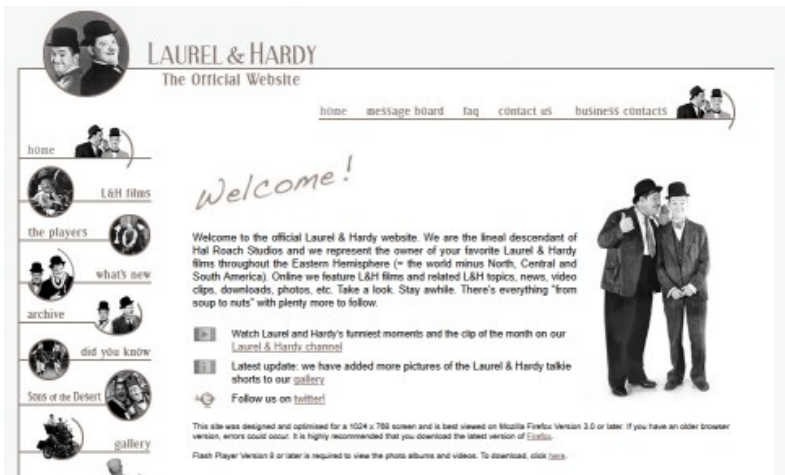 LAUREL & HARDY
The Official Website
home message board faq contact us business contacts
home
L&H films
the players
what's new
archive
did you know
Sons of the Desert
gallery
Welcome!
Welcome to the official Laurel & Hardy website. We are the lineal descendant of
Hal Roach Studios and we represent the owner of your favorite Laurel & Hardy
films throughout the Eastern Hemisphere (= the world minus North, Central and
South America). Online we feature L&H films and related L&H topics, news, video
clips, downloads, photos, etc. Take a look. Stay awhile. There's everything "from
soup to nuts" with plenty more to follow.
Watch Laurel and Hardy's funniest moments and the clip of the month on our
Laurel & Hardy channel
Latest update: we have added more pictures of the Laurel & Hardy talkie
shorts to our gallery
Follow us on twitter!
This site was designed and optimised for a 1024 x 768 screen and is best viewed on Mozilla Firefox Version 3.0 or later. If you have an older browser
version, errors could occur. It is highly recommended that you download the latest version of Firefox.
Flash Player Version 8 or later is required to view the photo albums and videos. To download, click here.